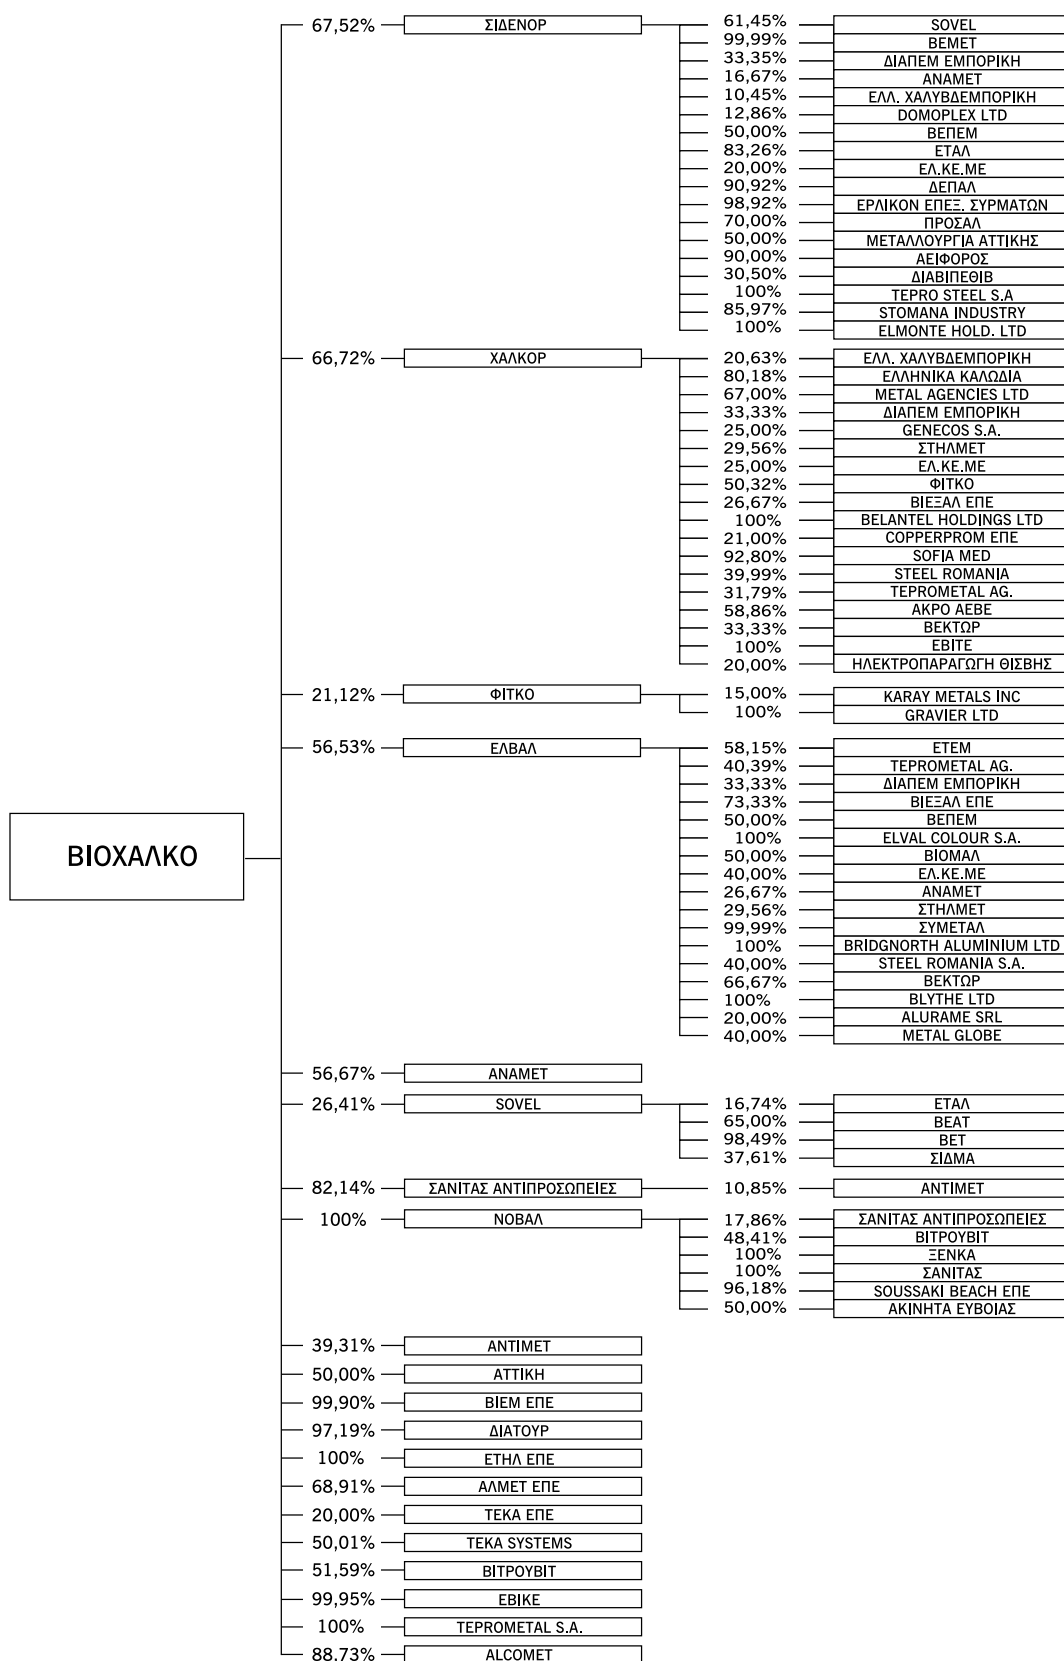 67,52% ΣΙΔΕΝΟΡ 61,45% SOVEL
99,99% BEMET
33,35% ΔΙΑΠΕΜ ΕΜΠΟΡΙΚΗ
16,67% ΑΝΑΜΕΤ
10,45% ΕΛΛ. ΧΑΛΥΒΔΕΜΠΟΡΙΚΗ
12,86% DOMOPLEX LTD
50,00% ΒΕΠΕΜ
83,26% ΕΤΑΛ
20,00% ΕΛ.ΚΕ.ΜΕ
90,92% ΔΕΠΑΛ
98,92% ΕΡΛΙΚΟΝ ΕΠΕΞ. ΣΥΡΜΑΤΩΝ
70,00% ΠΡΟΣΑΛ
50,00% ΜΕΤΑΛΛΟΥΡΓΙΑ ΑΤΤΙΚΗΣ
90,00% ΑΕΙΦΟΡΟΣ
30,50% ΔΙΑΒΙΠΕΘΙΒ
100% TEPRO STEEL S.A
85,97% STOMANA INDUSTRY
100% ELMONTE HOLD. LTD
66,72% ΧΑΛΚΟΡ 20,63% ΕΛΛ. ΧΑΛΥΒΔΕΜΠΟΡΙΚΗ
80,18% ΕΛΛΗΝΙΚΑ ΚΑΛΩΔΙΑ
67,00% METAL AGENCIES LTD
33,33% ΔΙΑΠΕΜ ΕΜΠΟΡΙΚΗ
25,00% GENECOS S.A.
29,56% ΣΤΗΛΜΕΤ
25,00% ΕΛ.ΚΕ.ΜΕ
50,32% ΦΙΤΚΟ
26,67% ΒΙΕΞΑΛ ΕΠΕ
100% BELANTEL HOLDINGS LTD
21,00% COPPERPROM ΕΠΕ
92,80% SOFIA MED
39,99% STEEL ROMANIA
31,79% TEPROMETAL AG.
58,86% ΑΚΡΟ ΑΕΒΕ
33,33% ΒΕΚΤΩΡ
100% ΕΒΙΤΕ
20,00% ΗΛΕΚΤΡΟΠΑΡΑΓΩΓΗ ΘΙΣΒΗΣ
21,12% ΦΙΤΚΟ 15,00% KARAY METALS INC
100% GRAVIER LTD
56,53% ΕΛΒΑΛ 58,15% ΕΤΕΜ
40,39% TEPROMETAL AG.
33,33% ΔΙΑΠΕΜ ΕΜΠΟΡΙΚΗ
73,33% ΒΙΕΞΑΛ ΕΠΕ
50,00% ΒΕΠΕΜ
100% ELVAL COLOUR S.A.
50,00% ΒΙΟΜΑΛ
40,00% ΕΛ.ΚΕ.ΜΕ
26,67% ΑΝΑΜΕΤ
29,56% ΣΤΗΛΜΕΤ
99,99% ΣΥΜΕΤΑΛ
100% BRIDGNORTH ALUMINIUM LTD
40,00% STEEL ROMANIA S.A.
66,67% ΒΕΚΤΩΡ
100% BLYTHE LTD
20,00% ALURAME SRL
40,00% METAL GLOBE
ΒΙΟΧΑΛΚΟ
56,67% ΑΝΑΜΕΤ
26,41% SOVEL 16,74% ΕΤΑΛ
65,00% ΒΕΑΤ
98,49% ΒΕΤ
37,61% ΣΙΔΜΑ
82,14% ΣΑΝΙΤΑΣ ΑΝΤΙΠΡΟΣΩΠΕΙΕΣ 10,85% ΑΝΤΙΜΕΤ
100% ΝΟΒΑΛ 17,86% ΣΑΝΙΤΑΣ ΑΝΤΙΠΡΟΣΩΠΕΙΕΣ
48,41% ΒΙΤΡΟΥΒΙΤ
100% ΞΕΝΚΑ
100% ΣΑΝΙΤΑΣ
96,18% SOUSSAKI BEACH ΕΠΕ
50,00% ΑΚΙΝΗΤΑ ΕΥΒΟΙΑΣ
39,31% ΑΝΤΙΜΕΤ
50,00% ΑΤΤΙΚΗ
99,90% ΒΙΕΜ ΕΠΕ
97,19% ΔΙΑΤΟΥΡ
100% ΕΤΗΛ ΕΠΕ
68,91% ΑΛΜΕΤ ΕΠΕ
20,00% ΤΕΚΑ ΕΠΕ
50,01% TEKA SYSTEMS
51,59% ΒΙΤΡΟΥΒΙΤ
99,95% ΕΒΙΚΕ
100% TEPROMETAL S.A.
88,73% ALCOMET